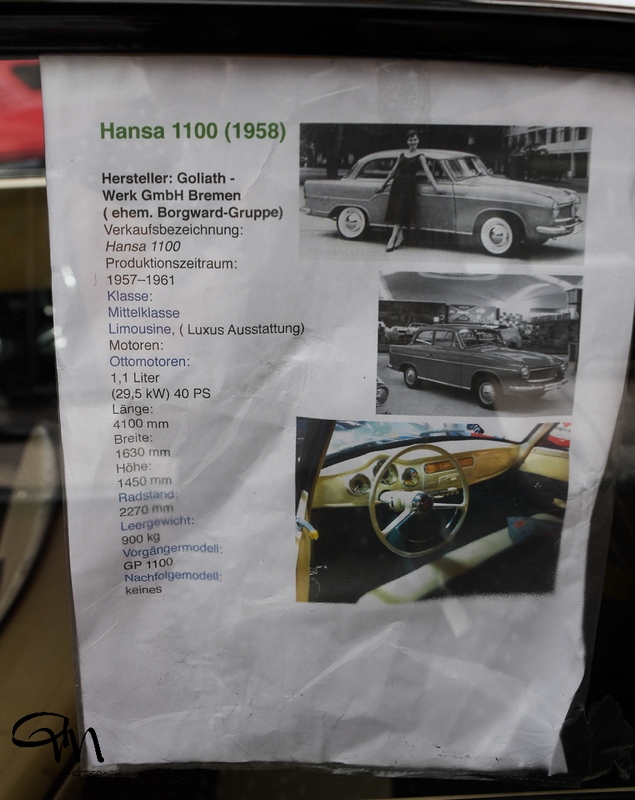 Hansa 1100 (1958)
Hersteller: Goliath -
Werk GmbH Bremen
( ehem. Borgward-Gruppe)
Verkaufsbezeichnung:
Hansa 1100
Produktionszeitraum:
1957–1961
Klasse:
Mittelklasse
Limousine, ( Luxus Ausstattung)
Motoren:
Ottomotoren:
1,1 Liter
(29,5 kW) 40 PS
Länge:
4100 mm
Breite:
1630 mm
Höhe:
1450 mm
Radstand:
2270 mm
Leergewicht:
900 kg
Vorgängermodell:
GP 1100
Nachfolgemodell:
keines